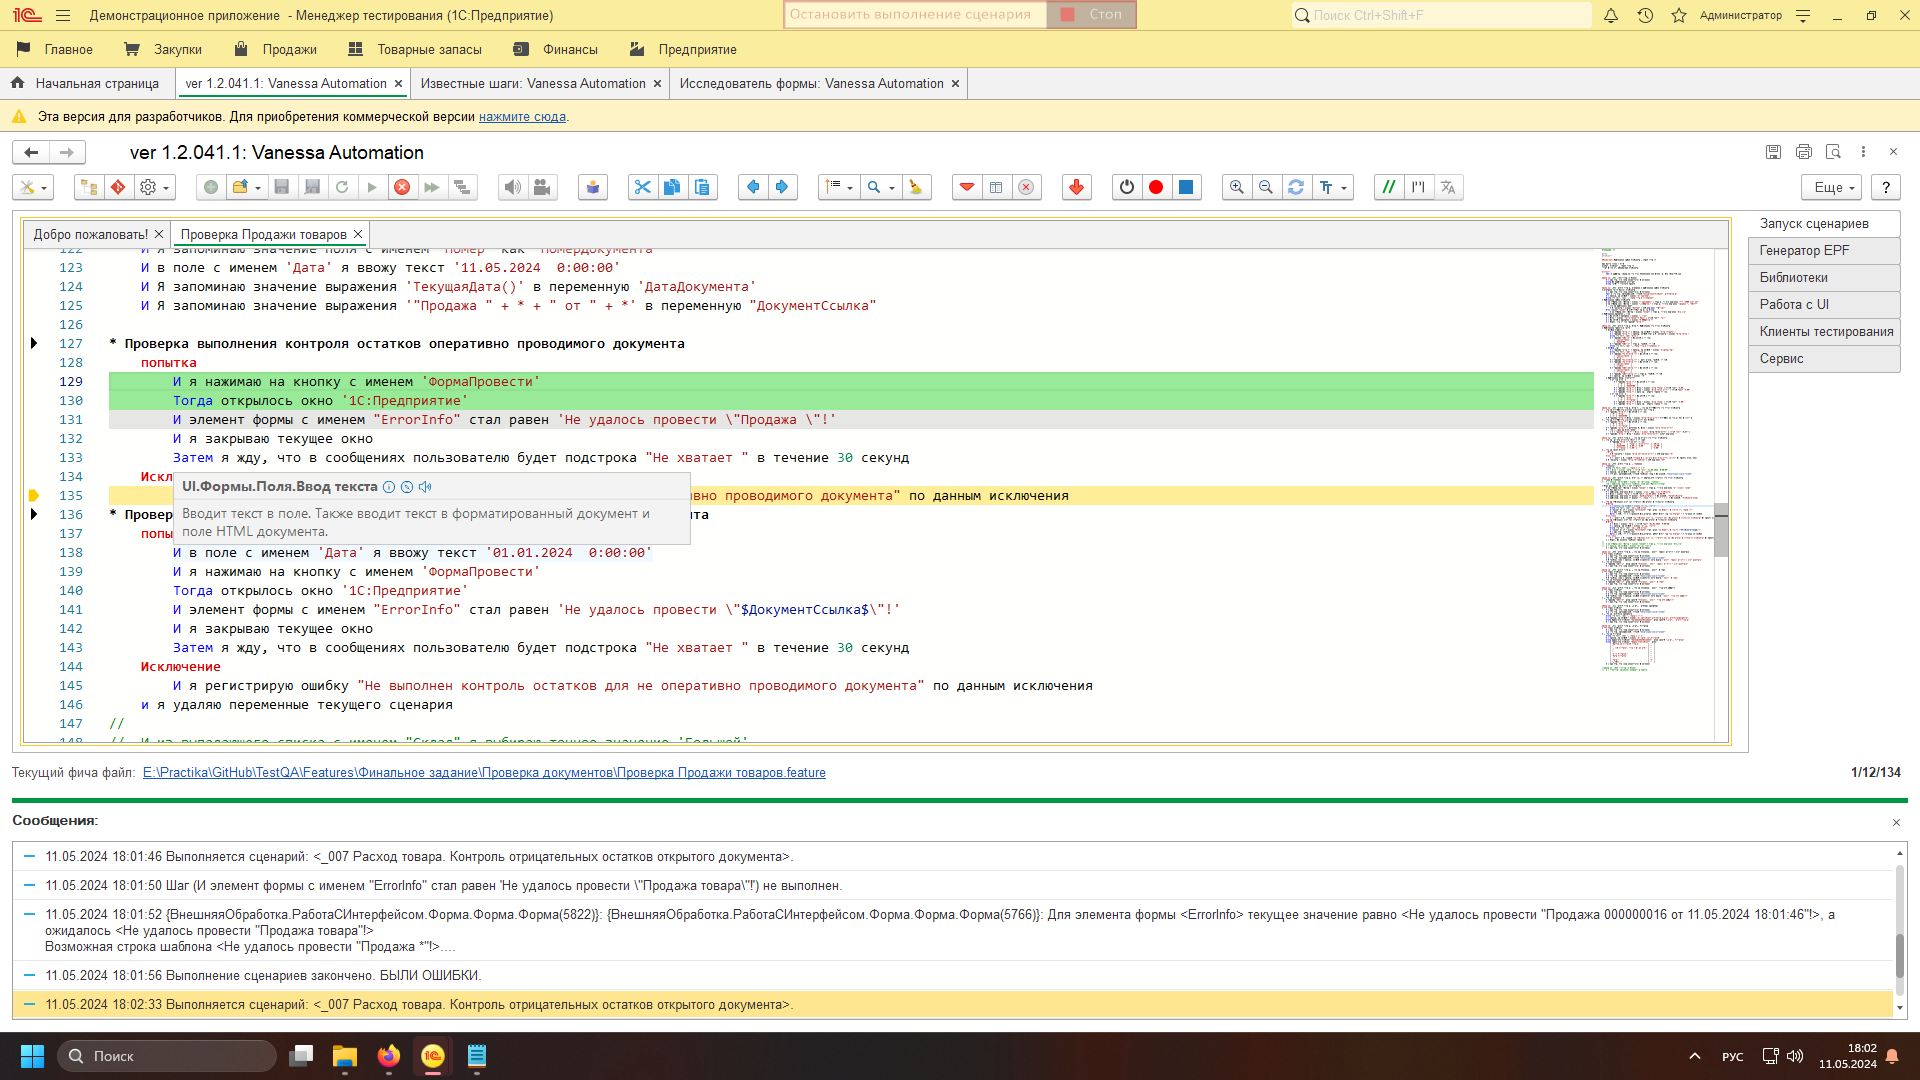 Демонстрационное приложение - Менеджер тестирования (1С:Предприятие)
Остановить выполнение сценария
Стоп
Поиск Ctrl+Shift+F
Администратор
Главное
Закупки
Продажи
Товарные запасы
Финансы
Предприятие
Начальная страница
ver 1.2.041.1: Vanessa Automation
Известные шаги: Vanessa Automation
Исследователь формы: Vanessa Automation
Эта версия для разработчиков. Для приобретения коммерческой версии нажмите сюда.
ver 1.2.041.1: Vanessa Automation
Еще
?
Добро пожаловать!
Проверка Продажи товаров
Запуск сценариев
Генератор EPF
Библиотеки
Работа с UI
Клиенты тестирования
Сервис
122 И я запоминаю значение поля с именем "Номер" как "НомерДокумента"
123 И в поле с именем 'Дата' я ввожу текст '11.05.2024  0:00:00'
124 И Я запоминаю значение выражения 'ТекущаяДата()' в переменную 'ДатаДокумента'
125 И Я запоминаю значение выражения '"Продажа " + * + " от " + *' в переменную "ДокументСсылка"
126
127 * Проверка выполнения контроля остатков оперативно проводимого документа
128 попытка
129 И я нажимаю на кнопку с именем 'ФормаПровести'
130 Тогда открылось окно '1С:Предприятие'
131 И элемент формы с именем "ErrorInfo" стал равен 'Не удалось провести \"Продажа \"!'
132 И я закрываю текущее окно
133 Затем я жду, что в сообщениях пользователю будет подстрока "Не хватает " в течение 30 секунд
134 Искл
135 вно проводимого документа" по данным исключения
136 * Провер та
137 попы
UI.Формы.Поля.Ввод текста
Вводит текст в поле. Также вводит текст в форматированный документ и
поле HTML документа.
138 И в поле с именем 'Дата' я ввожу текст '01.01.2024  0:00:00'
139 И я нажимаю на кнопку с именем 'ФормаПровести'
140 Тогда открылось окно '1С:Предприятие'
141 И элемент формы с именем "ErrorInfo" стал равен 'Не удалось провести \"$ДокументСсылка$\"!'
142 И я закрываю текущее окно
143 Затем я жду, что в сообщениях пользователю будет подстрока "Не хватает " в течение 30 секунд
144 Исключение
145 И я регистрирую ошибку "Не выполнен контроль остатков для не оперативно проводимого документа" по данным исключения
146 и я удаляю переменные текущего сценария
147 //
148 // И из выпадающего списка с именем "Склад" я выбираю точное значение 'Большой'
Текущий фича файл: E:\Practika\GitHub\TestQA\Features\Финальное задание\Проверка документов\Проверка Продажи товаров.feature
1/12/134
Сообщения:
11.05.2024 18:01:46 Выполняется сценарий: <_007 Расход товара. Контроль отрицательных остатков открытого документа>.
11.05.2024 18:01:50 Шаг (И элемент формы с именем "ErrorInfo" стал равен 'Не удалось провести \"Продажа товара\"!') не выполнен.
11.05.2024 18:01:52 {ВнешняяОбработка.РаботаСИнтерфейсом.Форма.Форма.Форма(5822)}: {ВнешняяОбработка.РаботаСИнтерфейсом.Форма.Форма.Форма(5766)}: Для элемента формы <ErrorInfo> текущее значение равно <Не удалось провести "Продажа 000000016 от 11.05.2024 18:01:46"!>, а
ожидалось <Не удалось провести "Продажа товара"!>
Возможная строка шаблона <Не удалось провести "Продажа *"!>....
11.05.2024 18:01:56 Выполнение сценариев закончено. БЫЛИ ОШИБКИ.
11.05.2024 18:02:33 Выполняется сценарий: <_007 Расход товара. Контроль отрицательных остатков открытого документа>.
Поиск
РУС
18:02
11.05.2024